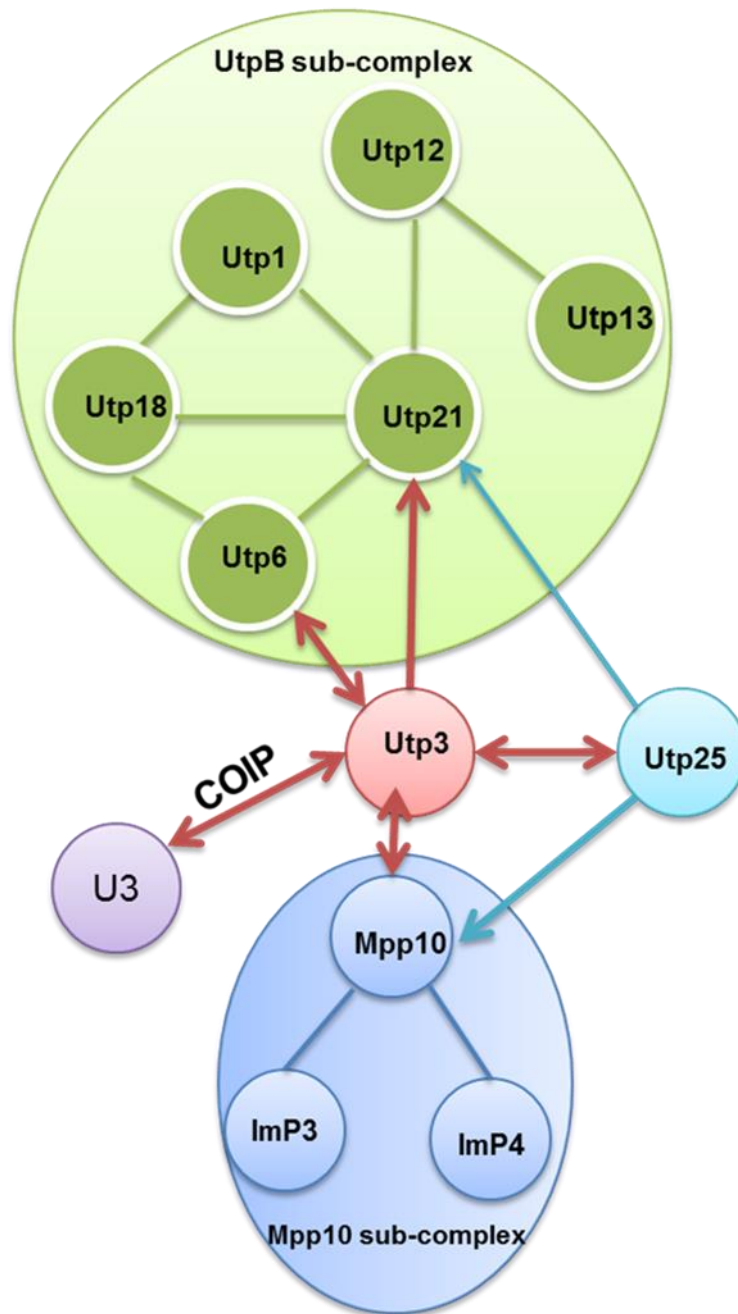 UtpB sub-complex
Utp12
Utp1
Utp13
Utp18
Utp21
Utp6
Utp3
Utp25
COIP
U3
Mpp10
ImP3
ImP4
Mpp10 sub-complex